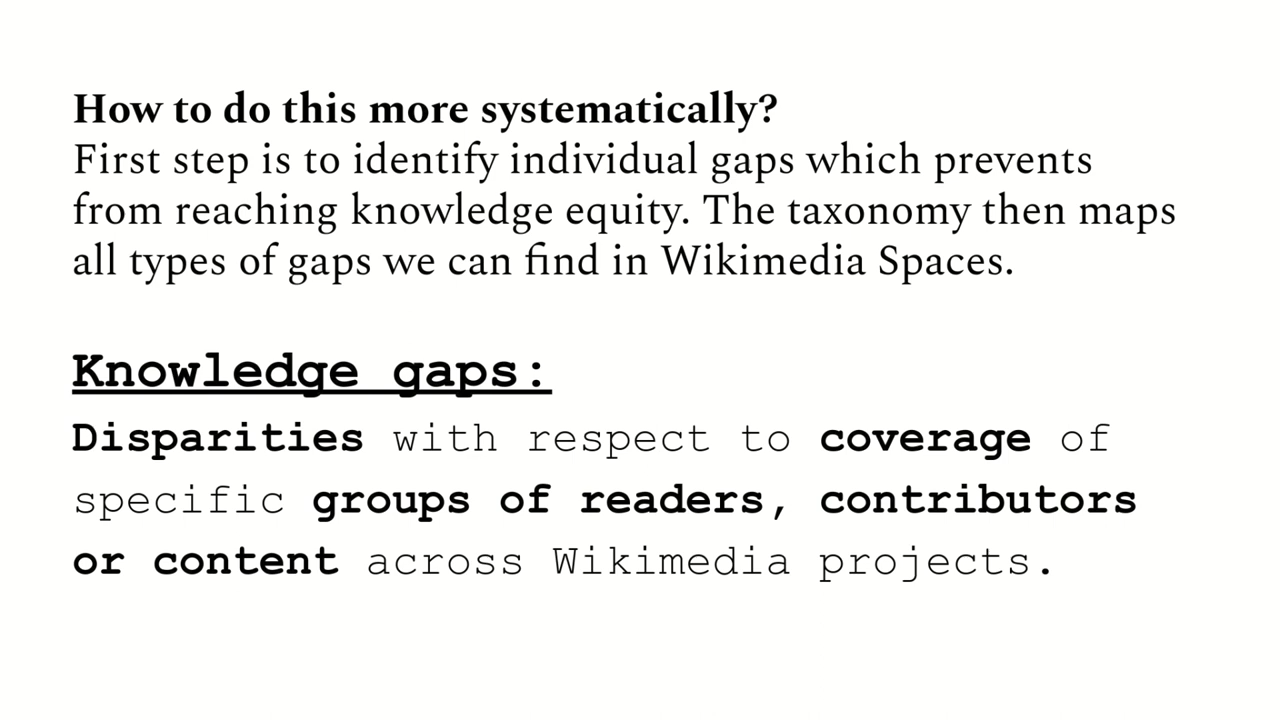 How to do this more systematically?
First step is to identify individual gaps which prevents
from reaching knowledge equity. The taxonomy then maps
all types of gaps we can find in Wikimedia Spaces.
Knowledge gaps:
Disparities with respect to coverage of
specific groups of readers, contributors
or content across Wikimedia projects.